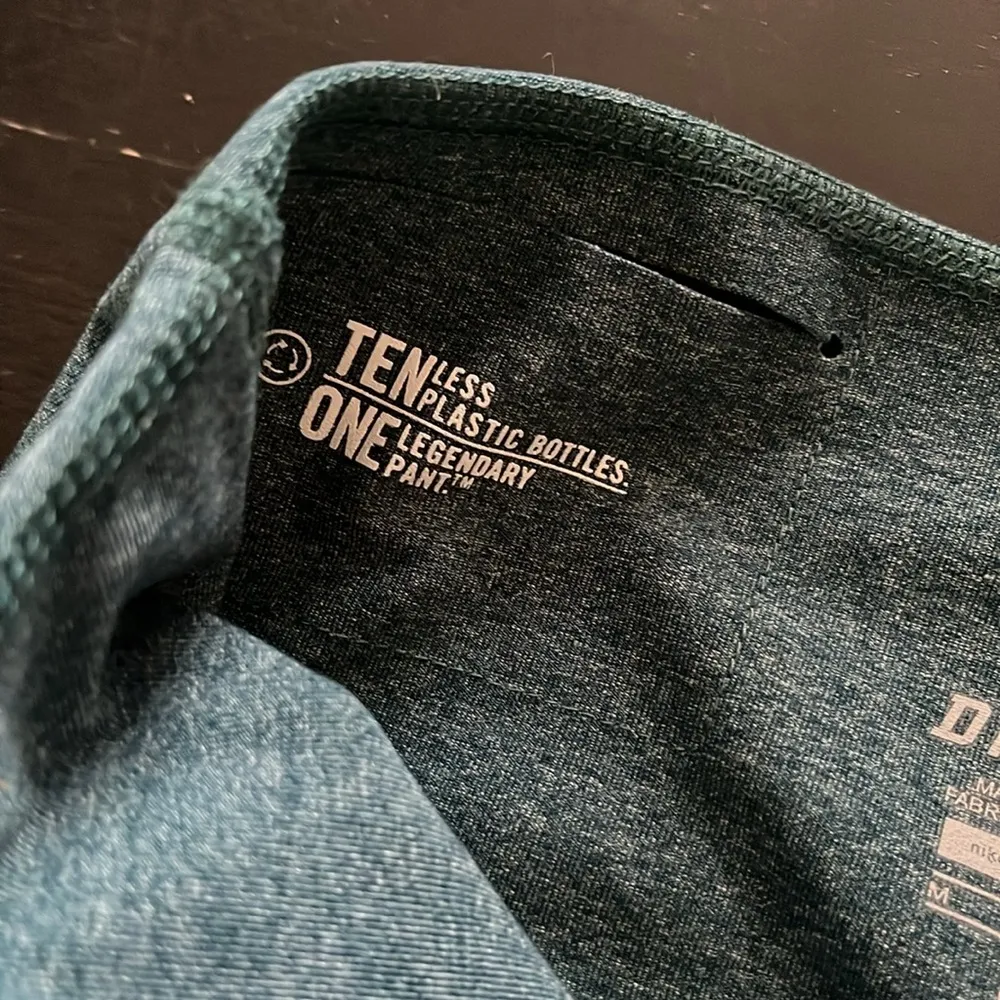 TEN LESS
PLASTIC BOTTLES.
ONE LEGENDARY
PANT.™
M